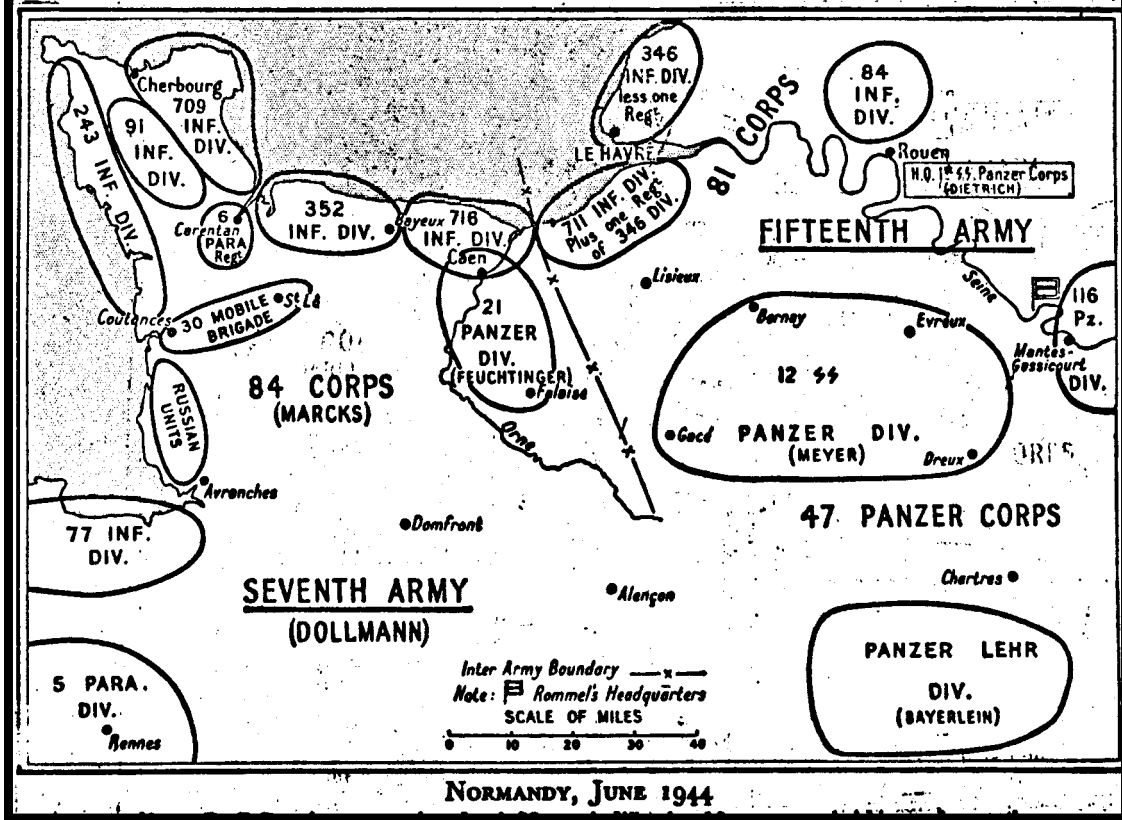 Cherbourg
709
INF.
DIV.
243 INF. DIV.
91
INF.
DIV.
6
PARA
Regt.
Carentan
352
INF. DIV.
Bayeux
716
INF. DIV.
Caen
346
INF. DIV.
less one
Regt.
LE HAVRE
711 INF. DIV.
Plus one Regt.
of 346 DIV.
81 CORPS
84
INF.
DIV.
Rouen
H.Q. 1st SS. Panzer Corps
(DIETRICH)
FIFTEENTH ARMY
Seine
116
Pz.
DIV.
Mantes-
Gassicourt
Lisieux
Coutances
30 MOBILE
BRIGADE
St Lô
21
PANZER
DIV.
(FEUCHTINGER)
Falaise
Orne
Bernay
Evreux
12 SS
PANZER DIV.
(MEYER)
Gacé
Dreux
84 CORPS
(MARCKS)
RUSSIAN
UNITS
Avranches
77 INF.
DIV.
Domfront
47 PANZER CORPS
SEVENTH ARMY
(DOLLMANN)
Alençon
Chartres
5 PARA.
DIV.
Rennes
PANZER LEHR
DIV.
(BAYERLEIN)
Inter Army Boundary
Note: Rommel's Headquarters
SCALE OF MILES
0 10 20 30 40
NORMANDY, JUNE 1944